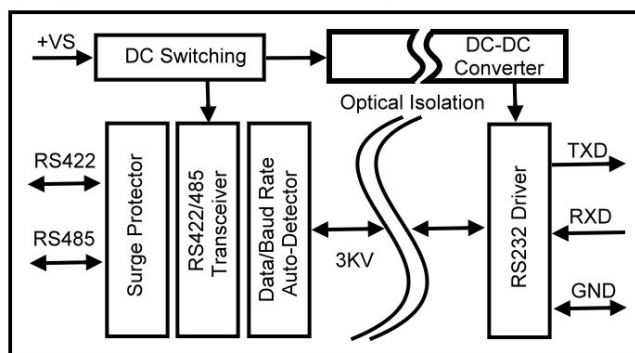 +VS
DC Switching
DC-DC
Converter
Optical Isolation
RS422
RS485
Surge Protector
RS422/485
Transceiver
Data/Baud Rate
Auto-Detector
3KV
RS232 Driver
TXD
RXD
GND